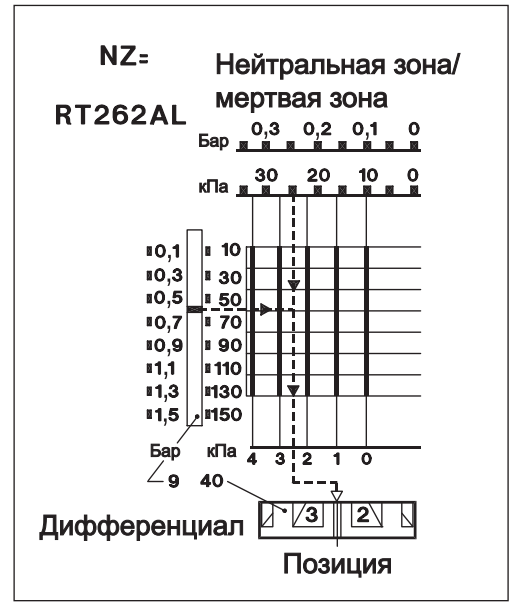 NZ=
RT262AL
Нейтральная зона/
мертвая зона
Бар 0,3 0,2 0,1 0
кПа 30 20 10 0
0,1 10
0,3 30
0,5 50
0,7 70
0,9 90
1,1 110
1,3 130
1,5 150
Бар кПа 4 3 2 1 0
9 40
3 2
Дифференциал
Позиция